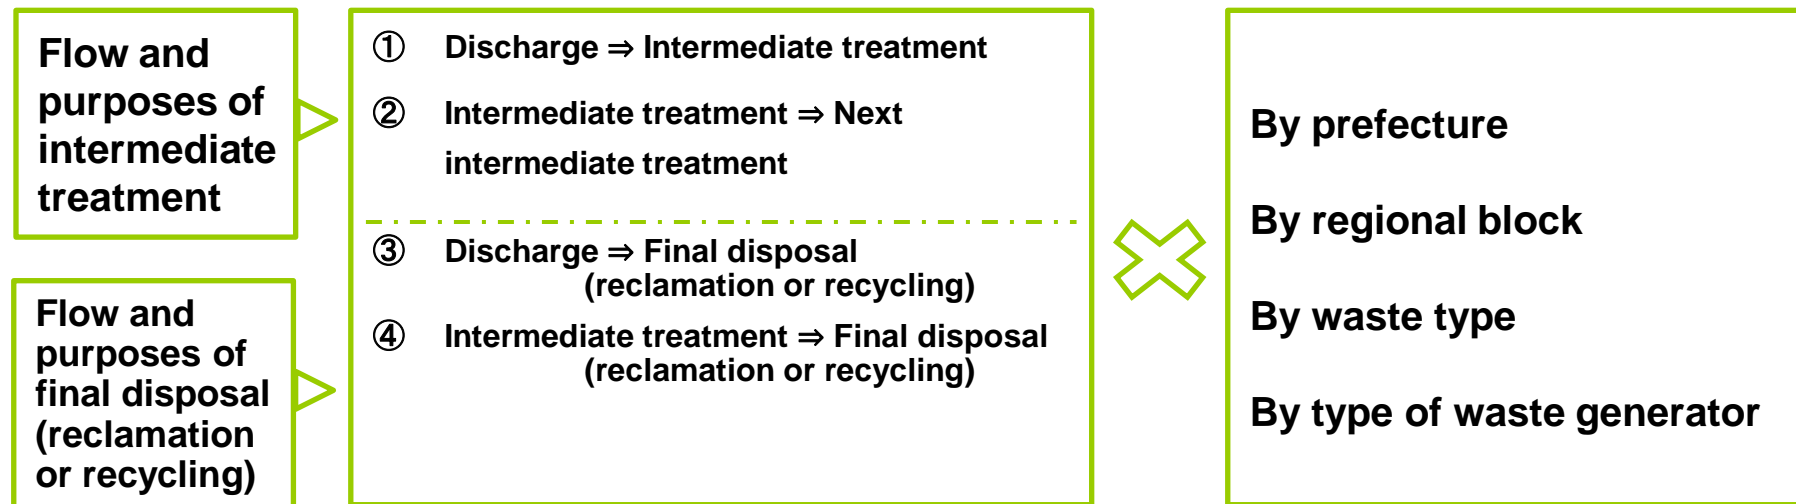 Flow and
purposes of
intermediate
treatment
① Discharge ⇒ Intermediate treatment
② Intermediate treatment ⇒ Next
intermediate treatment
Flow and
purposes of
final disposal
(reclamation
or recycling)
③ Discharge ⇒ Final disposal
(reclamation or recycling)
④ Intermediate treatment ⇒ Final disposal
(reclamation or recycling)
By prefecture
By regional block
By waste type
By type of waste generator